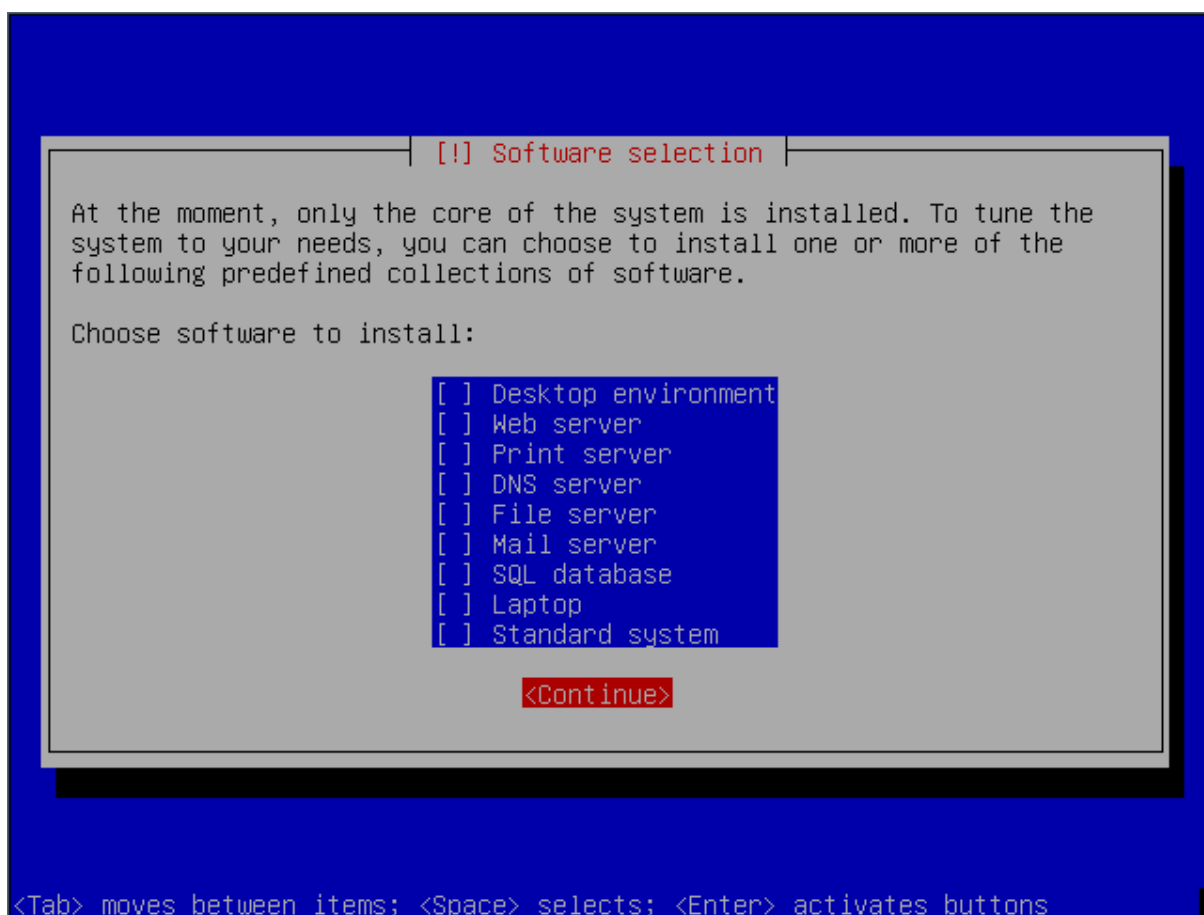 [!] Software selection
At the moment, only the core of the system is installed. To tune the
system to your needs, you can choose to install one or more of the
following predefined collections of software.
Choose software to install:
[ ] Desktop environment
[ ] Web server
[ ] Print server
[ ] DNS server
[ ] File server
[ ] Mail server
[ ] SQL database
[ ] Laptop
[ ] Standard system
<Continue>
<Tab> moves between items; <Space> selects; <Enter> activates buttons